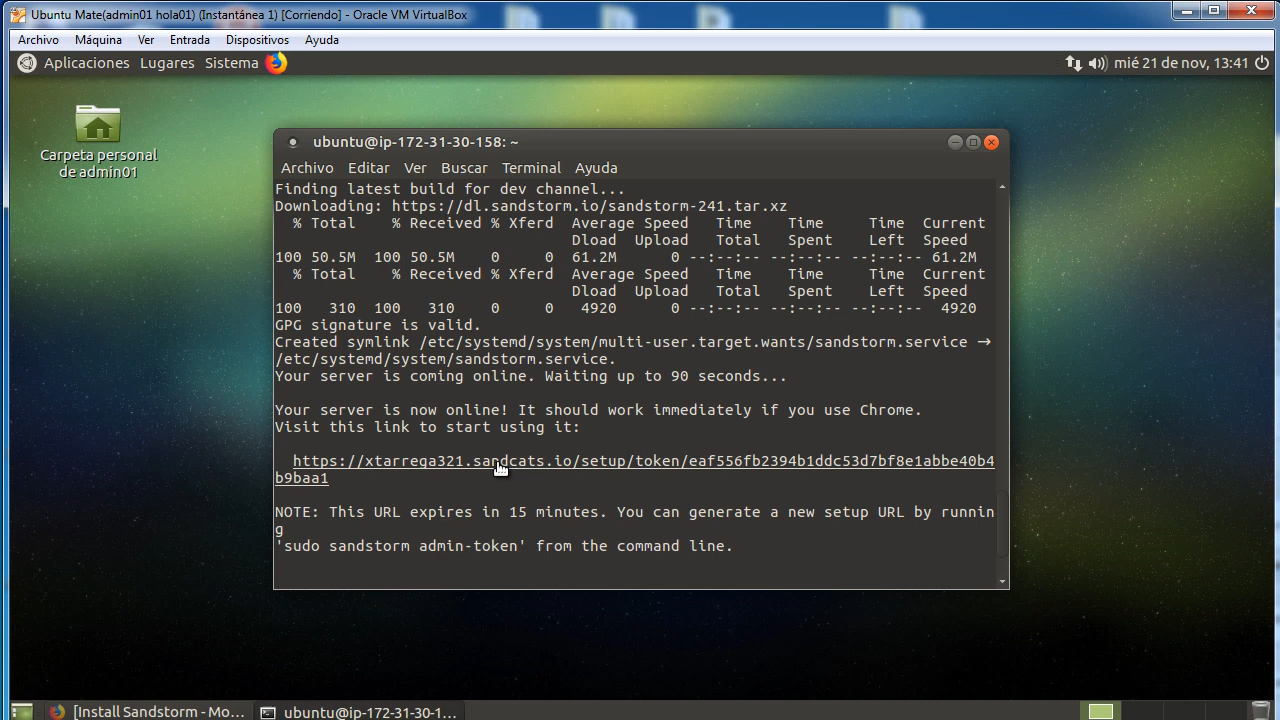 Ubuntu Mate(admin01 hola01) (Instantánea 1) [Corriendo] - Oracle VM VirtualBox
Archivo Máquina Ver Entrada Dispositivos Ayuda
Aplicaciones Lugares Sistema mié 21 de nov, 13:41
Carpeta personal
de admin01
ubuntu@ip-172-31-30-158: ~
Archivo Editar Ver Buscar Terminal Ayuda
Finding latest build for dev channel...
Downloading: https://dl.sandstorm.io/sandstorm-241.tar.xz
% Total % Received % Xferd Average Speed Time Time Time Current
Dload Upload Total Spent Left Speed
100 50.5M 100 50.5M 0 0 61.2M 0 --:--:-- --:--:-- --:--:-- 61.2M
% Total % Received % Xferd Average Speed Time Time Time Current
Dload Upload Total Spent Left Speed
100 310 100 310 0 0 4920 0 --:--:-- --:--:-- --:--:-- 4920
GPG signature is valid.
Created symlink /etc/systemd/system/multi-user.target.wants/sandstorm.service →
/etc/systemd/system/sandstorm.service.
Your server is coming online. Waiting up to 90 seconds...
Your server is now online! It should work immediately if you use Chrome.
Visit this link to start using it:
https://xtarrega321.sandcats.io/setup/token/eaf556fb2394b1ddc53d7bf8e1abbe40b4
b9baa1
NOTE: This URL expires in 15 minutes. You can generate a new setup URL by runnin
g
'sudo sandstorm admin-token' from the command line.
[Install Sandstorm - Mo... ubuntu@ip-172-31-30-1...